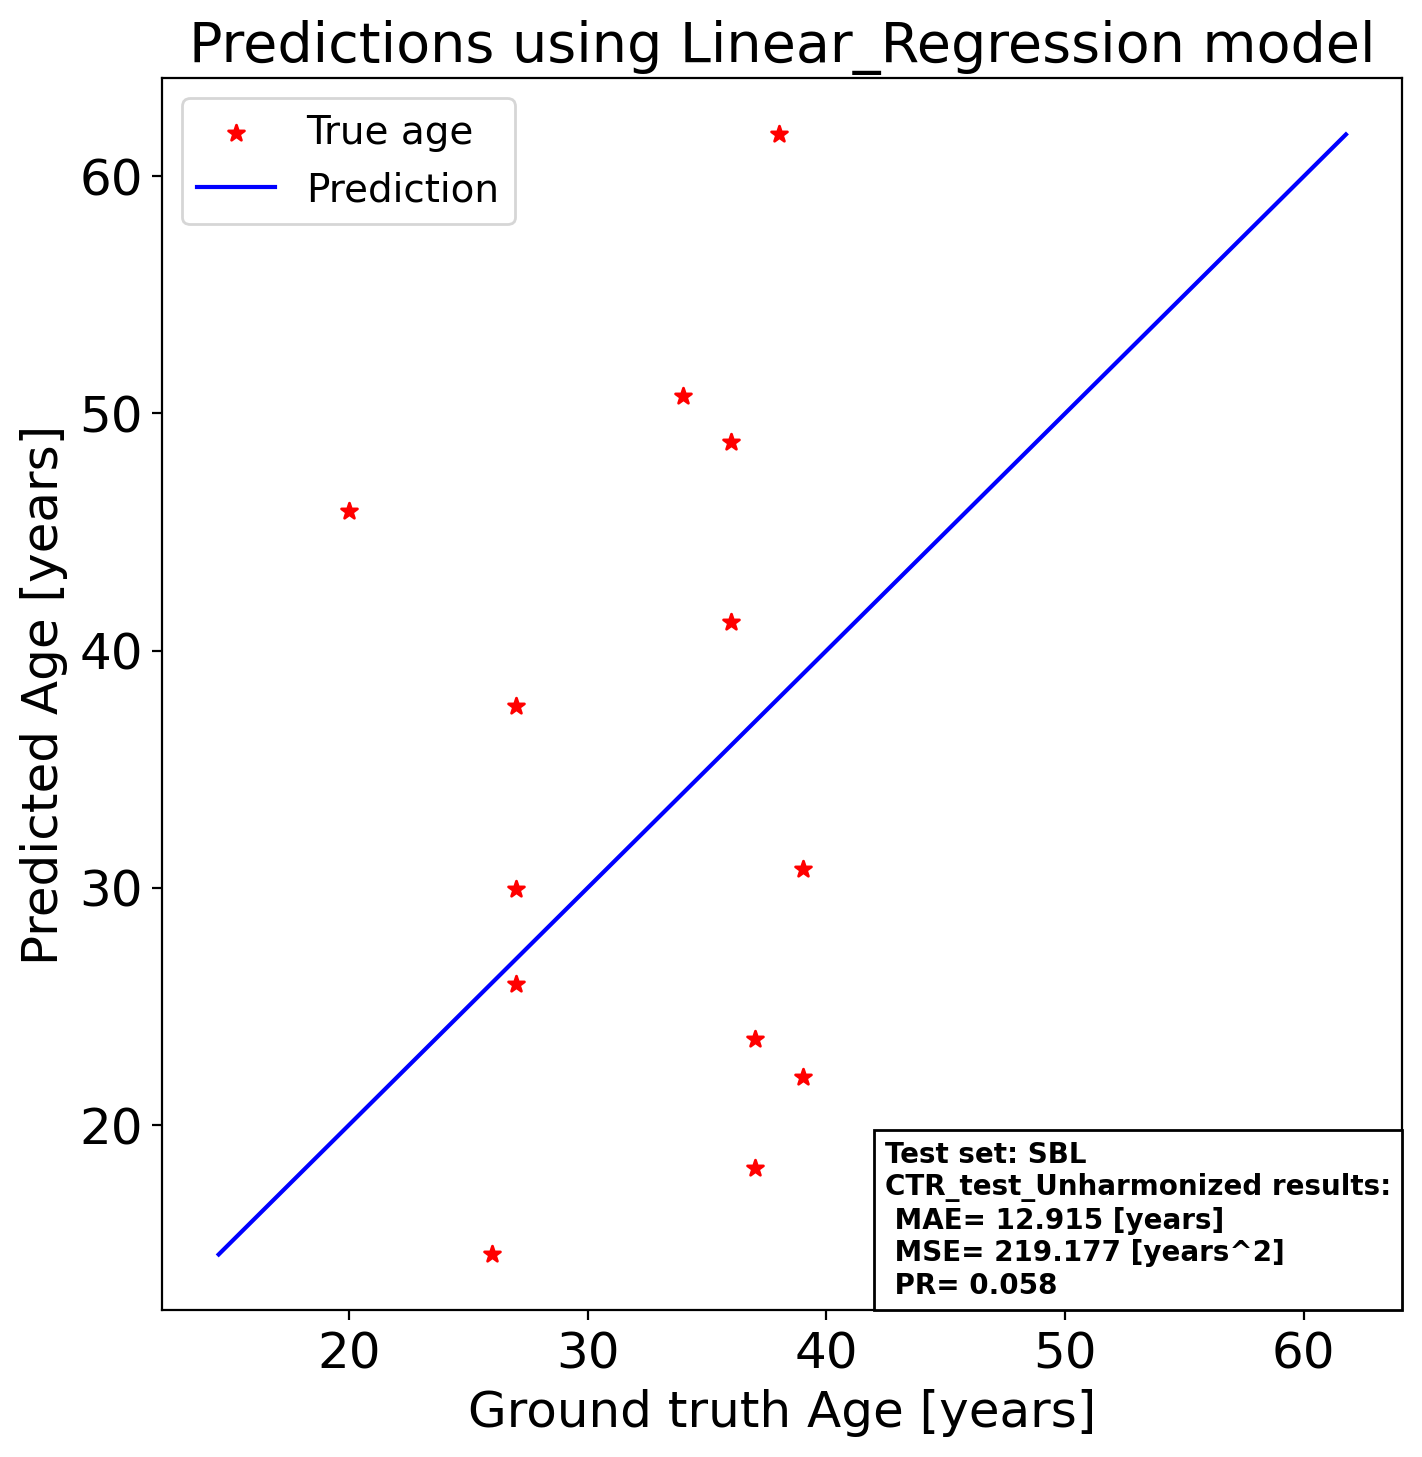 Predictions using Linear_Regression model
True age
Prediction
Predicted Age [years]
60
50
40
30
20
Test set: SBL
CTR_test_Unharmonized results:
MAE= 12.915 [years]
MSE= 219.177 [years^2]
PR= 0.058
20 30 40 50 60
Ground truth Age [years]